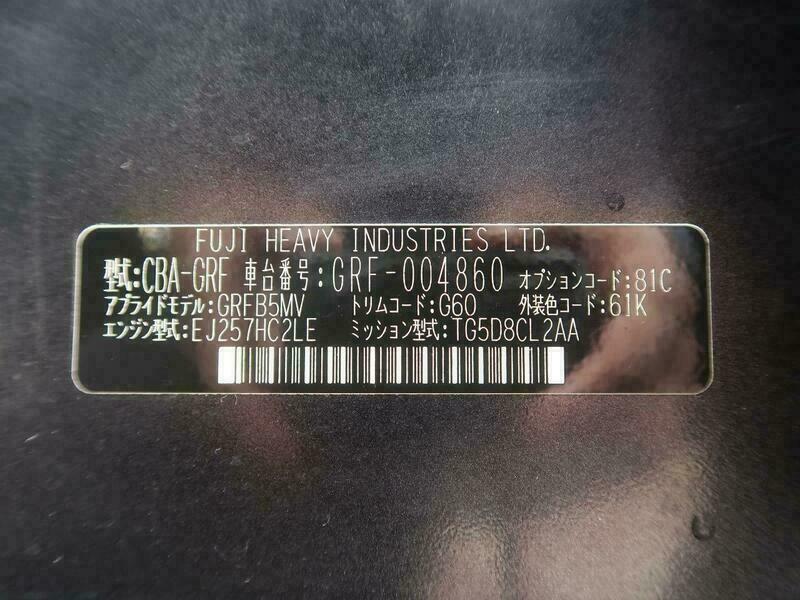 FUJI HEAVY INDUSTRIES LTD.
型式:CBA-GRF 車台番号:GRF-004860 オプションコード:81C
アプライドモデル:GRFB5MV トリムコード:G60 外装色コード:61K
エンジン型式:EJ257HC2LE ミッション型式:TG5D8CL2AA